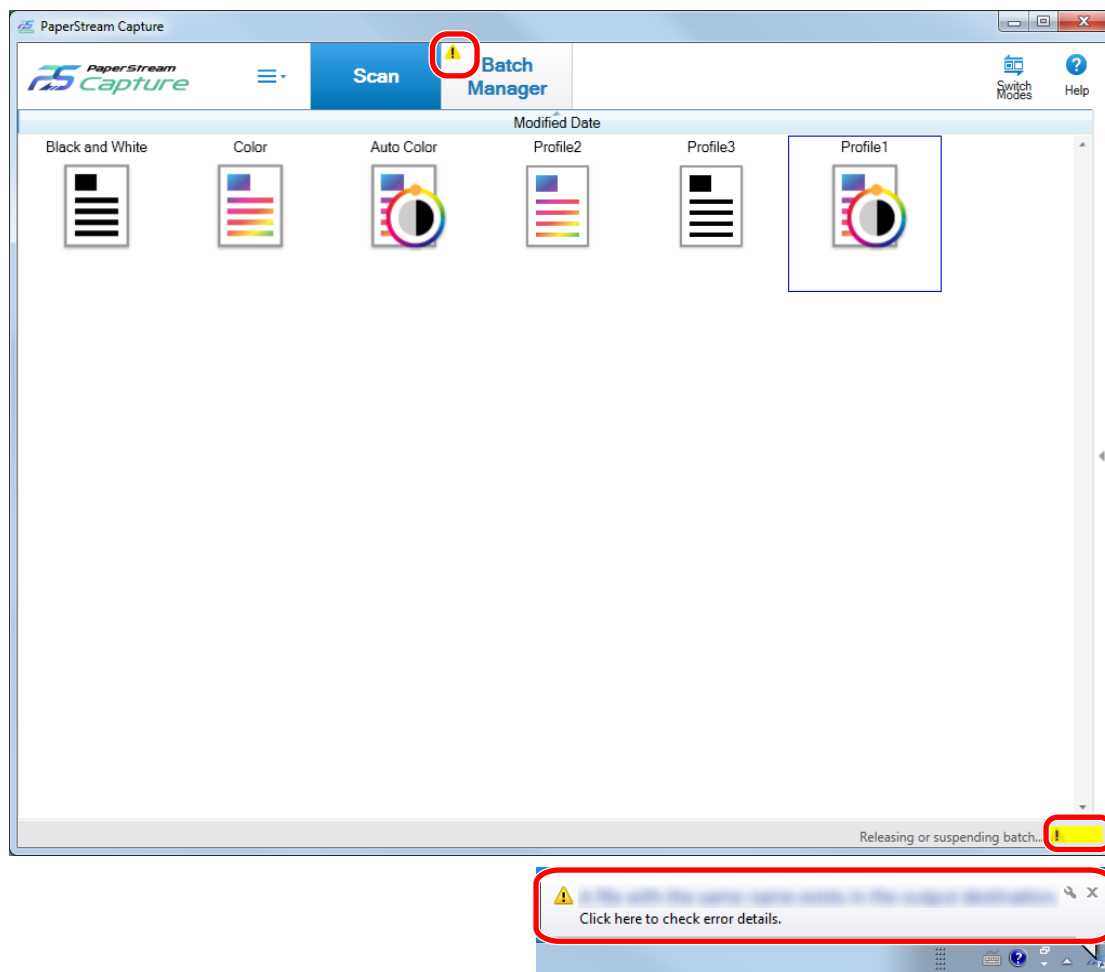 PaperStream Capture
PaperStream
Capture
Scan
Batch
Manager
Switch
Modes
Help
Modified Date
Black and White
Color
Auto Color
Profile2
Profile3
Profile1
Releasing or suspending batch...
Click here to check error details.